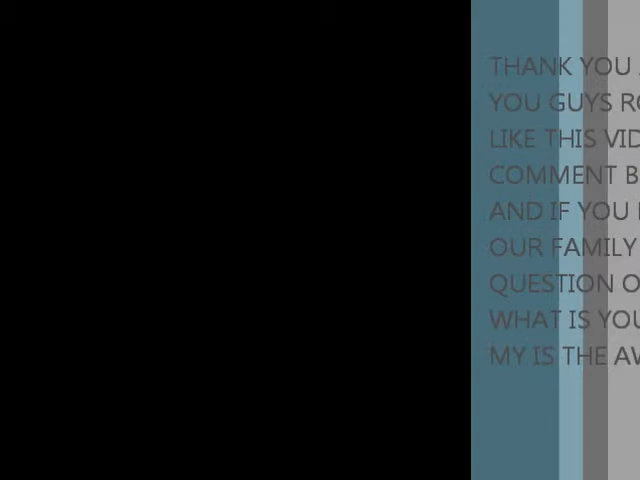 THANK YOU
YOU GUYS
LIKE THIS
COMMENT
AND IF YOU
OUR FAMILY
QUESTION
WHAT IS
MY IS THE